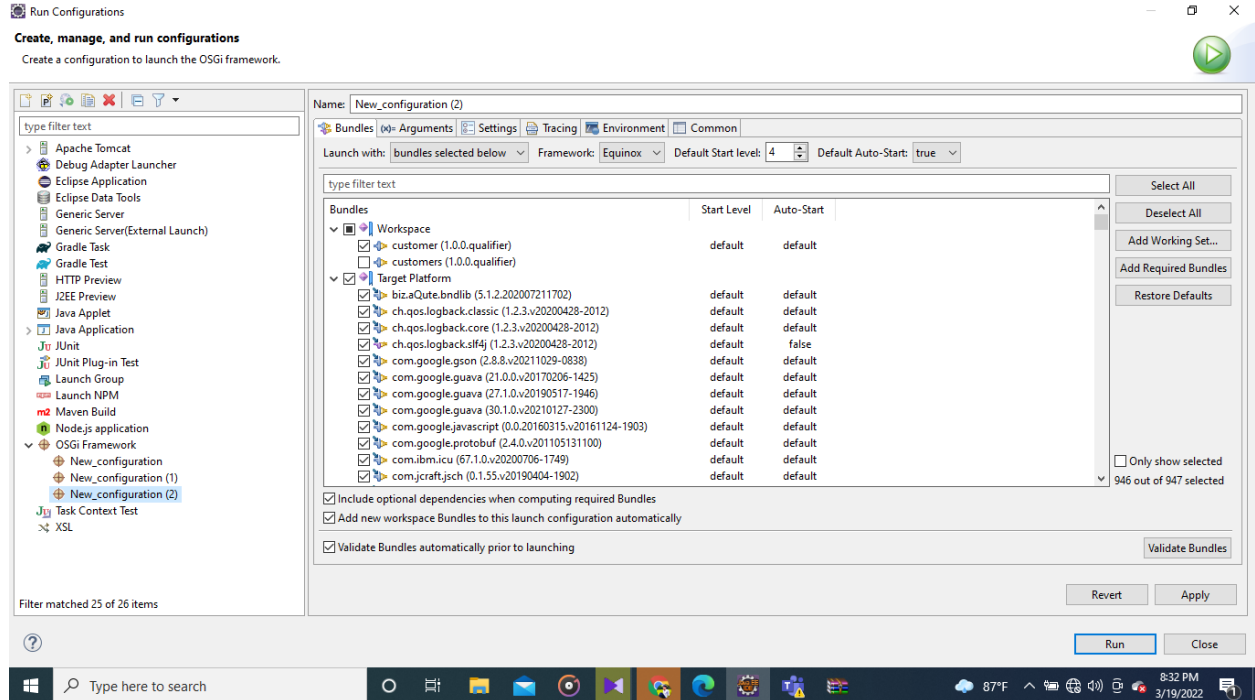 Run Configurations
Create, manage, and run configurations
Create a configuration to launch the OSGi framework.
type filter text
Apache Tomcat
Debug Adapter Launcher
Eclipse Application
Eclipse Data Tools
Generic Server
Generic Server(External Launch)
Gradle Task
Gradle Test
HTTP Preview
J2EE Preview
Java Applet
Java Application
JUnit
JUnit Plug-in Test
Launch Group
Launch NPM
m2 Maven Build
Node.js application
OSGi Framework
New_configuration
New_configuration (1)
New_configuration (2)
Task Context Test
XSL
Filter matched 25 of 26 items
Name: New_configuration (2)
Bundles (x)= Arguments Settings Tracing Environment Common
Launch with: bundles selected below Framework: Equinox Default Start level: 4 Default Auto-Start: true
type filter text
Bundles Start Level Auto-Start
Workspace
customer (1.0.0.qualifier) default default
customers (1.0.0.qualifier)
Target Platform
biz.aQute.bndlib (5.1.2.202007211702) default default
ch.qos.logback.classic (1.2.3.v20200428-2012) default default
ch.qos.logback.core (1.2.3.v20200428-2012) default default
ch.qos.logback.slf4j (1.2.3.v20200428-2012) default false
com.google.gson (2.8.8.v20211029-0838) default default
com.google.guava (21.0.0.v20170206-1425) default default
com.google.guava (27.1.0.v20190517-1946) default default
com.google.guava (30.1.0.v20210127-2300) default default
com.google.javascript (0.0.20160315.v20161124-1903) default default
com.google.protobuf (2.4.0.v201105131100) default default
com.ibm.icu (67.1.0.v20200706-1749) default default
com.jcraft.jsch (0.1.55.v20190404-1902) default default
Select All
Deselect All
Add Working Set...
Add Required Bundles
Restore Defaults
Only show selected
946 out of 947 selected
Include optional dependencies when computing required Bundles
Add new workspace Bundles to this launch configuration automatically
Validate Bundles automatically prior to launching
Validate Bundles
Revert Apply
Run Close
Type here to search
87°F
8:32 PM
3/19/2022